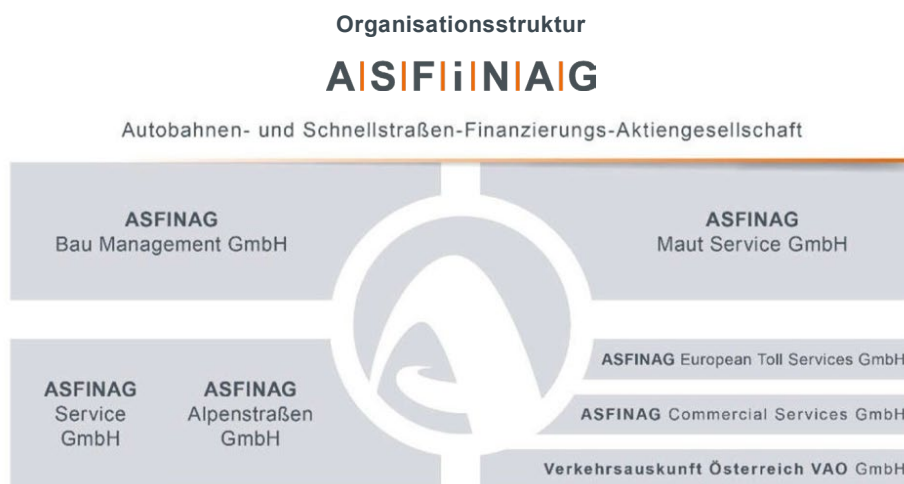 Organisationsstruktur
A|S|F|i|N|A|G
Autobahnen- und Schnellstraßen-Finanzierungs-Aktiengesellschaft
ASFINAG
Bau Management GmbH
ASFINAG
Maut Service GmbH
ASFINAG
Service
GmbH
ASFINAG
Alpenstraßen
GmbH
ASFINAG European Toll Services GmbH
ASFINAG Commercial Services GmbH
Verkehrsauskunft Österreich VAO GmbH